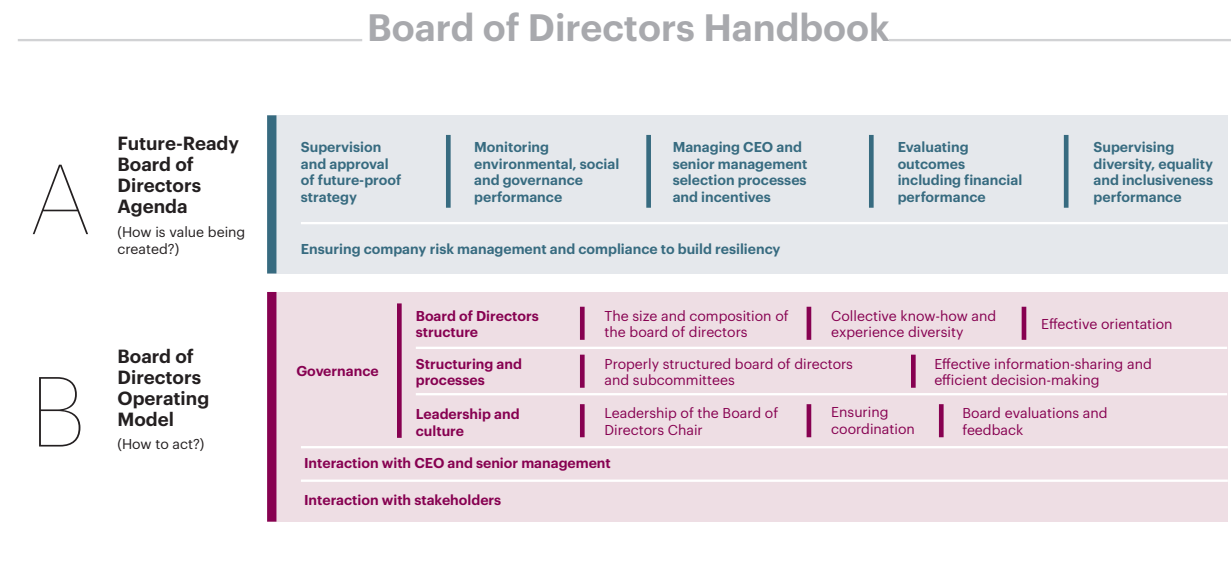 Board of Directors Handbook
A
Future-Ready
Board of
Directors
Agenda
(How is value being
created?)
Supervision
and approval
of future-proof
strategy
Monitoring
environmental, social
and governance
performance
Managing CEO and
senior management
selection processes
and incentives
Evaluating
outcomes
including financial
performance
Supervising
diversity, equality
and inclusiveness
performance
Ensuring company risk management and compliance to build resiliency
B
Board of
Directors
Operating
Model
(How to act?)
Governance
Board of Directors
structure
The size and composition of
the board of directors
Collective know-how and
experience diversity
Effective orientation
Structuring and
processes
Properly structured board of directors
and subcommittees
Effective information-sharing and
efficient decision-making
Leadership and
culture
Leadership of the Board of
Directors Chair
Ensuring
coordination
Board evaluations and
feedback
Interaction with CEO and senior management
Interaction with stakeholders